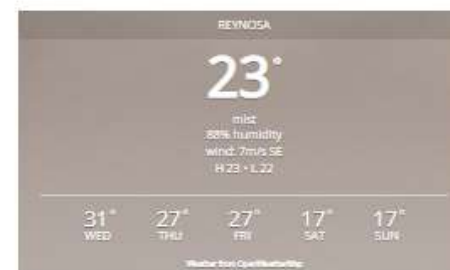 REYNOSA
23°
mist
88% humidity
wind: 7m/s SE
H 23 • L 22
31° 27° 27° 17° 17°
WED THU FRI SAT SUN
Weather from OpenWeatherMap